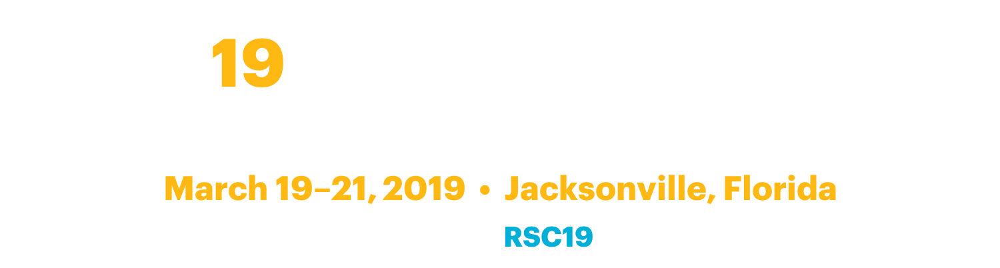 19
March 19–21, 2019 • Jacksonville, Florida
RSC19